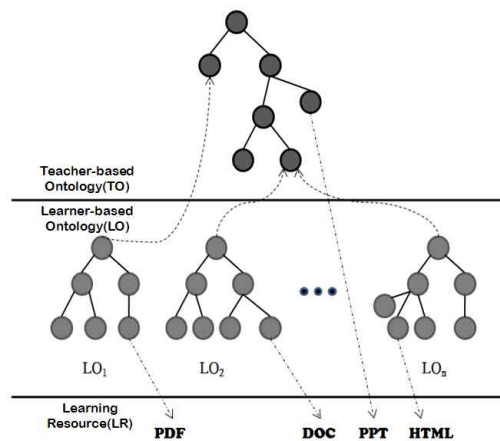 Teacher-based
Ontology(TO)
Learner-based
Ontology(LO)
LO₁
LO₂
LOₙ
Learning
Resource(LR)
PDF
DOC
PPT
HTML